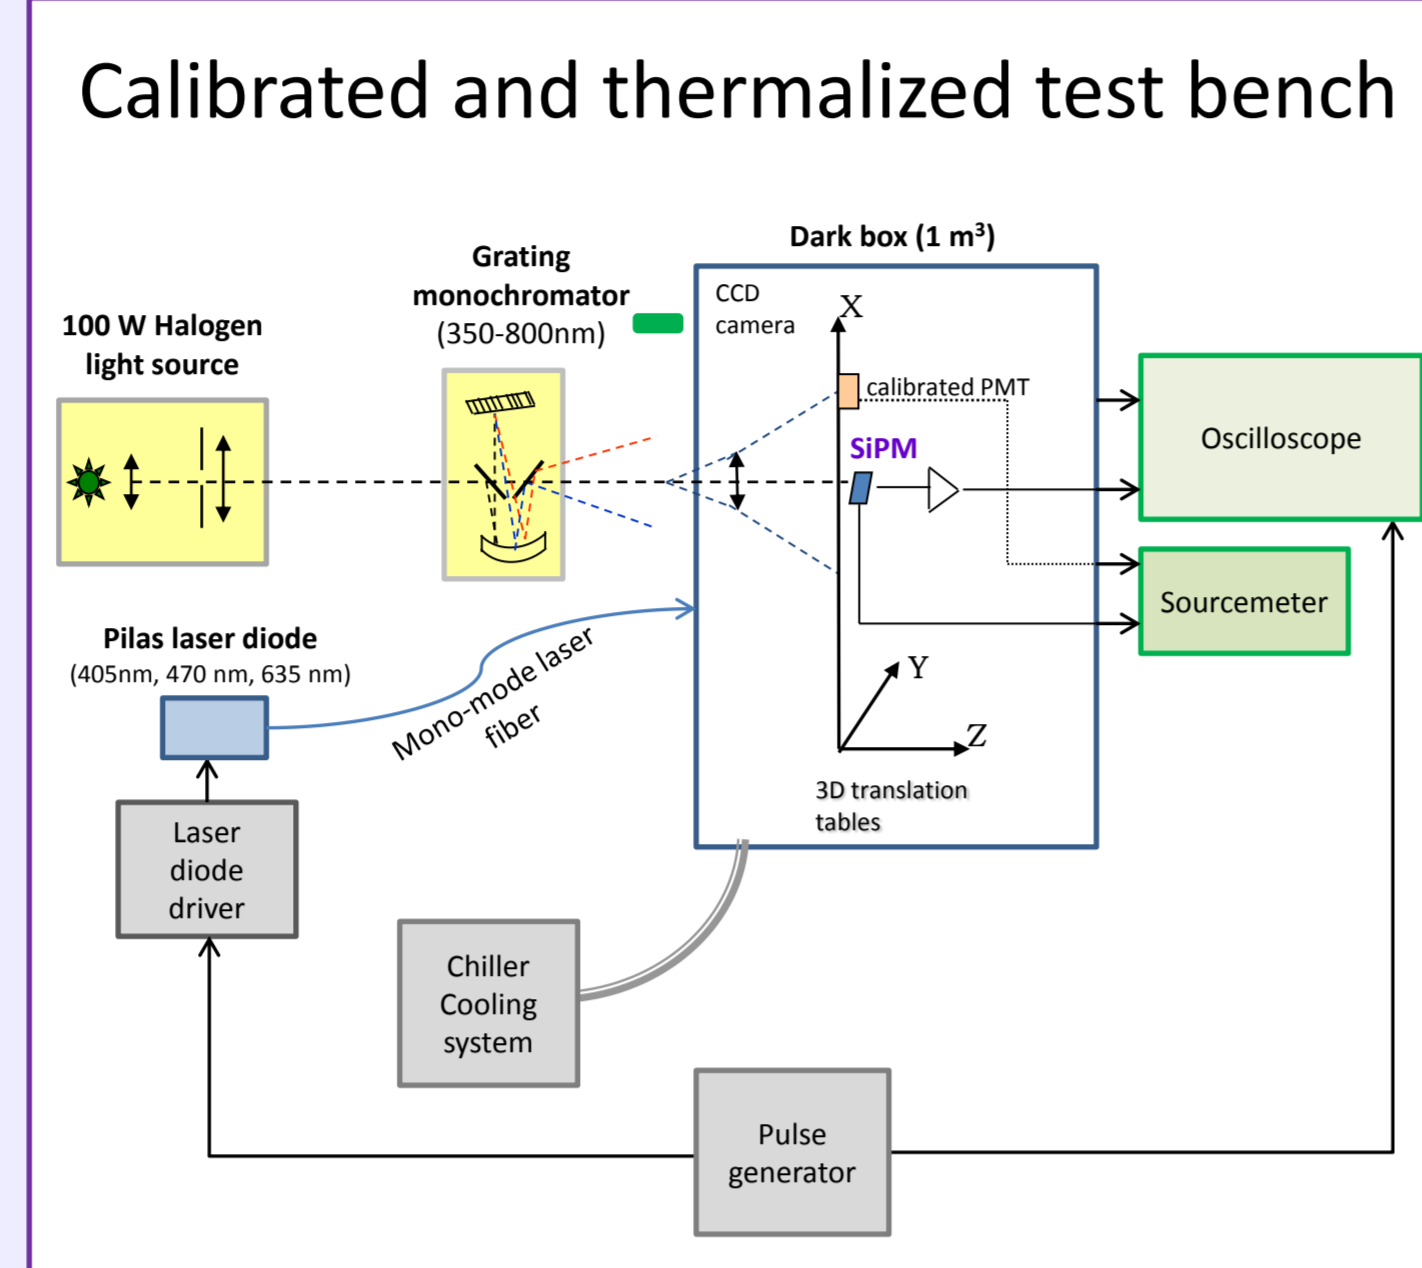 Calibrated and thermalized test bench
Dark box (1 m³)
Grating
monochromator
(350-800nm)
100 W Halogen
light source
CCD
camera
X
calibrated PMT
SiPM
Oscilloscope
Sourcemeter
Pilas laser diode
(405nm, 470 nm, 635 nm)
Mono-mode laser
fiber
Y
Z
3D translation
tables
Laser
diode
driver
Chiller
Cooling
system
Pulse
generator